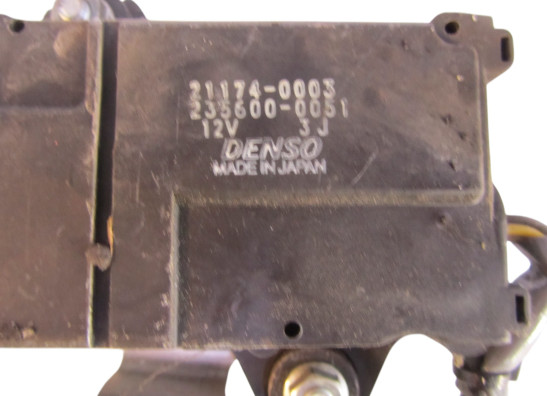 21174-0003
235600-0051
12V 3J
DENSO
MADE IN JAPAN